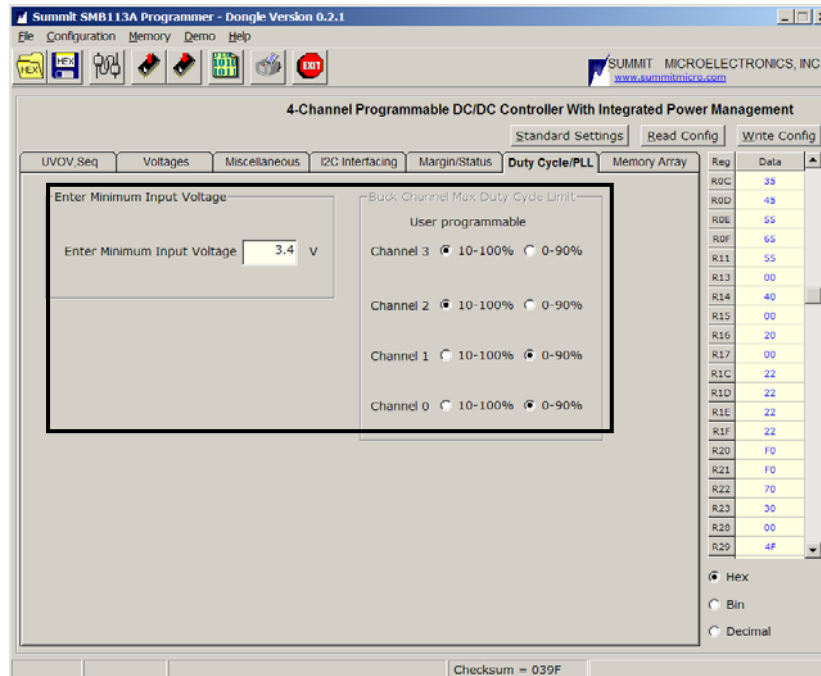 Summit SMB113A Programmer - Dongle Version 0.2.1
File Configuration Memory Demo Help
HEX HEX EXIT
SUMMIT MICROELECTRONICS, INC
www.summitmicro.com
4-Channel Programmable DC/DC Controller With Integrated Power Management
Standard Settings Read Config Write Config
UVOV,Seq Voltages Miscellaneous I2C Interfacing Margin/Status Duty Cycle/PLL Memory Array
Reg Data
R0C 35
R0D 45
R0E 55
R0F 65
R11 55
R13 00
R14 40
R15 00
R16 20
R17 00
R1C 22
R1D 22
R1E 22
R1F 22
R20 F0
R21 F0
R22 70
R23 30
R28 00
R29 4F
Enter Minimum Input Voltage
Enter Minimum Input Voltage 3.4 V
Buck Channel Max Duty Cycle Limit
User programmable
Channel 3 10-100% 0-90%
Channel 2 10-100% 0-90%
Channel 1 10-100% 0-90%
Channel 0 10-100% 0-90%
Hex
Bin
Decimal
Checksum = 039F